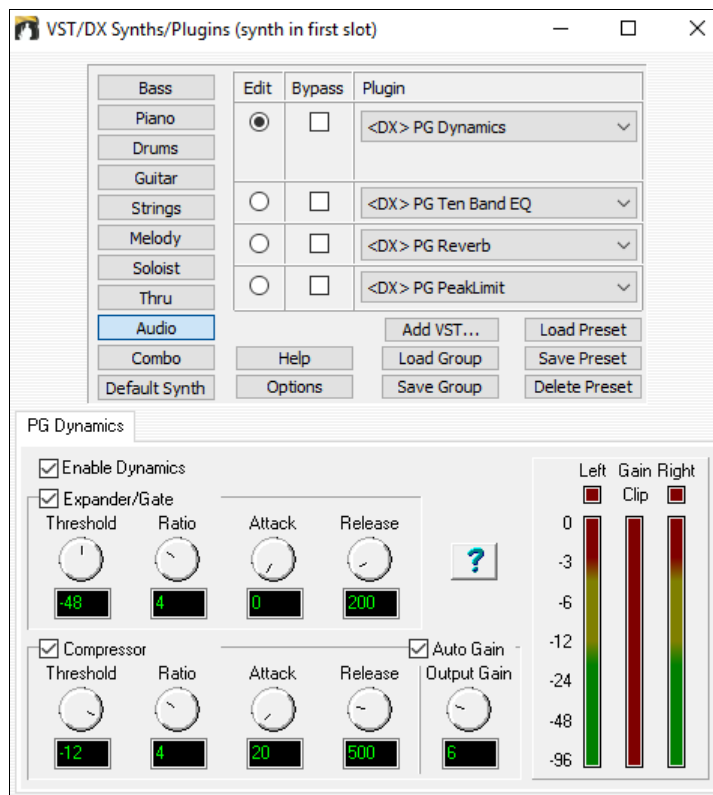 VST/DX Synths/Plugins (synth in first slot)
Bass
Edit
Bypass
Plugin
Piano
<DX> PG Dynamics
Drums
Guitar
Strings
<DX> PG Ten Band EQ
Melody
<DX> PG Reverb
Soloist
Thru
<DX> PG PeakLimit
Audio
Add VST...
Load Preset
Combo
Help
Load Group
Save Preset
Default Synth
Options
Save Group
Delete Preset
PG Dynamics
Enable Dynamics
Expander/Gate
Threshold Ratio Attack Release
-48 4 0 200
?
Compressor
Auto Gain
Threshold Ratio Attack Release Output Gain
-12 4 20 500 6
Left Gain Right
Clip
0
-3
-6
-12
-24
-48
-96